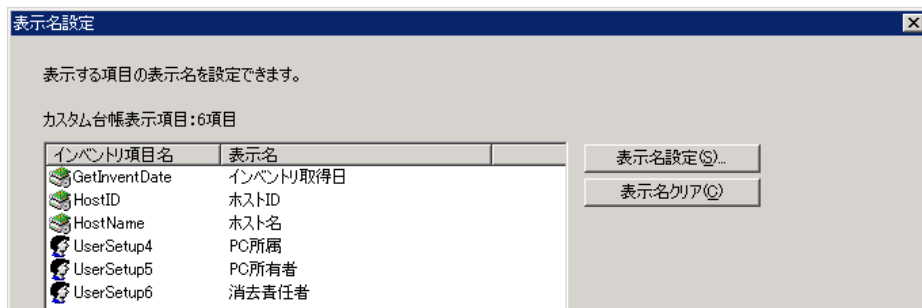 表示名設定
表示する項目の表示名を設定できます。
カスタム台帳表示項目:6項目
インベントリ項目名 表示名
GetInventDate インベントリ取得日
HostID ホストID
HostName ホスト名
UserSetup4 PC所属
UserSetup5 PC所有者
UserSetup6 消去責任者
表示名設定(S)...
表示名クリア(C)